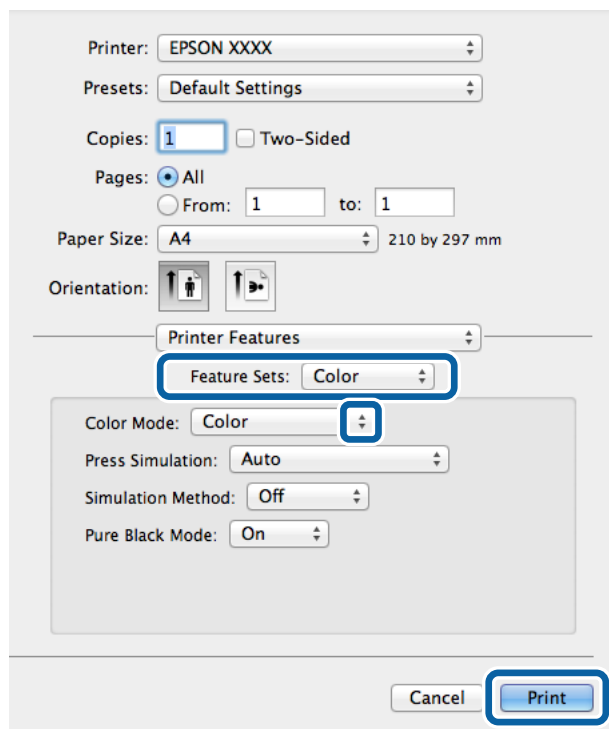 Printer: EPSON XXXX
Presets: Default Settings
Copies: 1 Two-Sided
Pages: All
From: 1 to: 1
Paper Size: A4 210 by 297 mm
Orientation:
Printer Features
Feature Sets: Color
Color Mode: Color
Press Simulation: Auto
Simulation Method: Off
Pure Black Mode: On
Cancel Print